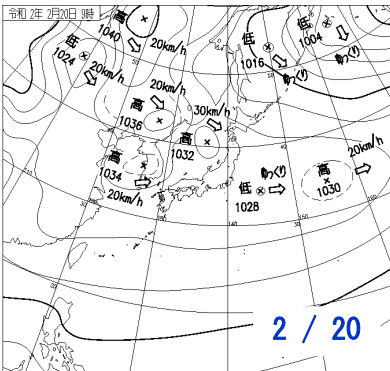 令和 2年 2月20日 9時
高
1040
20km/h
低
1024
20km/h
低
1016
ゆっくり
低
1004
ゆっくり
20km/h
高
1036
30km/h
高
1032
高
1034
20km/h
低
1028
ゆっくり
高
1030
20km/h
2 / 20